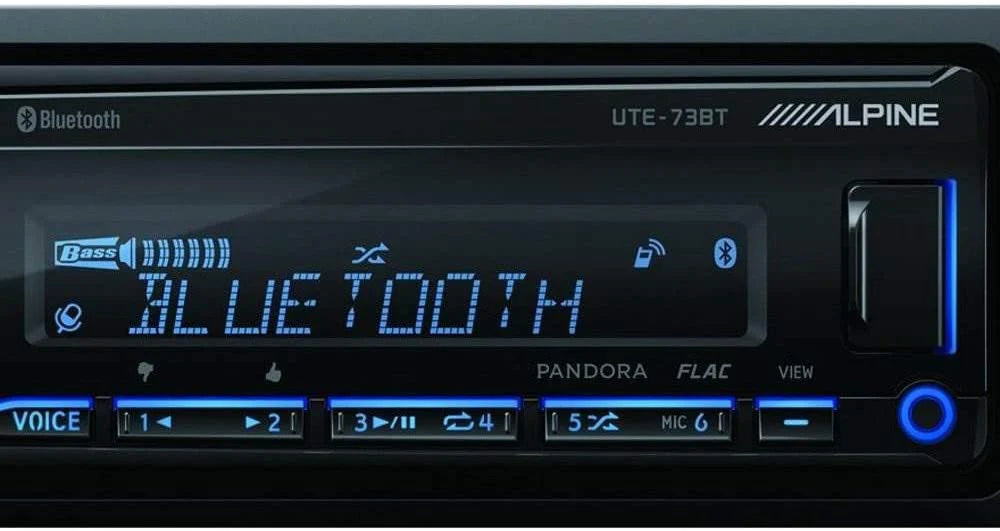 Bluetooth UTE-73BT ALPINE
Bass
BLUETOOTH
PANDORA FLAC VIEW
VOICE 1 2 3 / 4 5 MIC 6